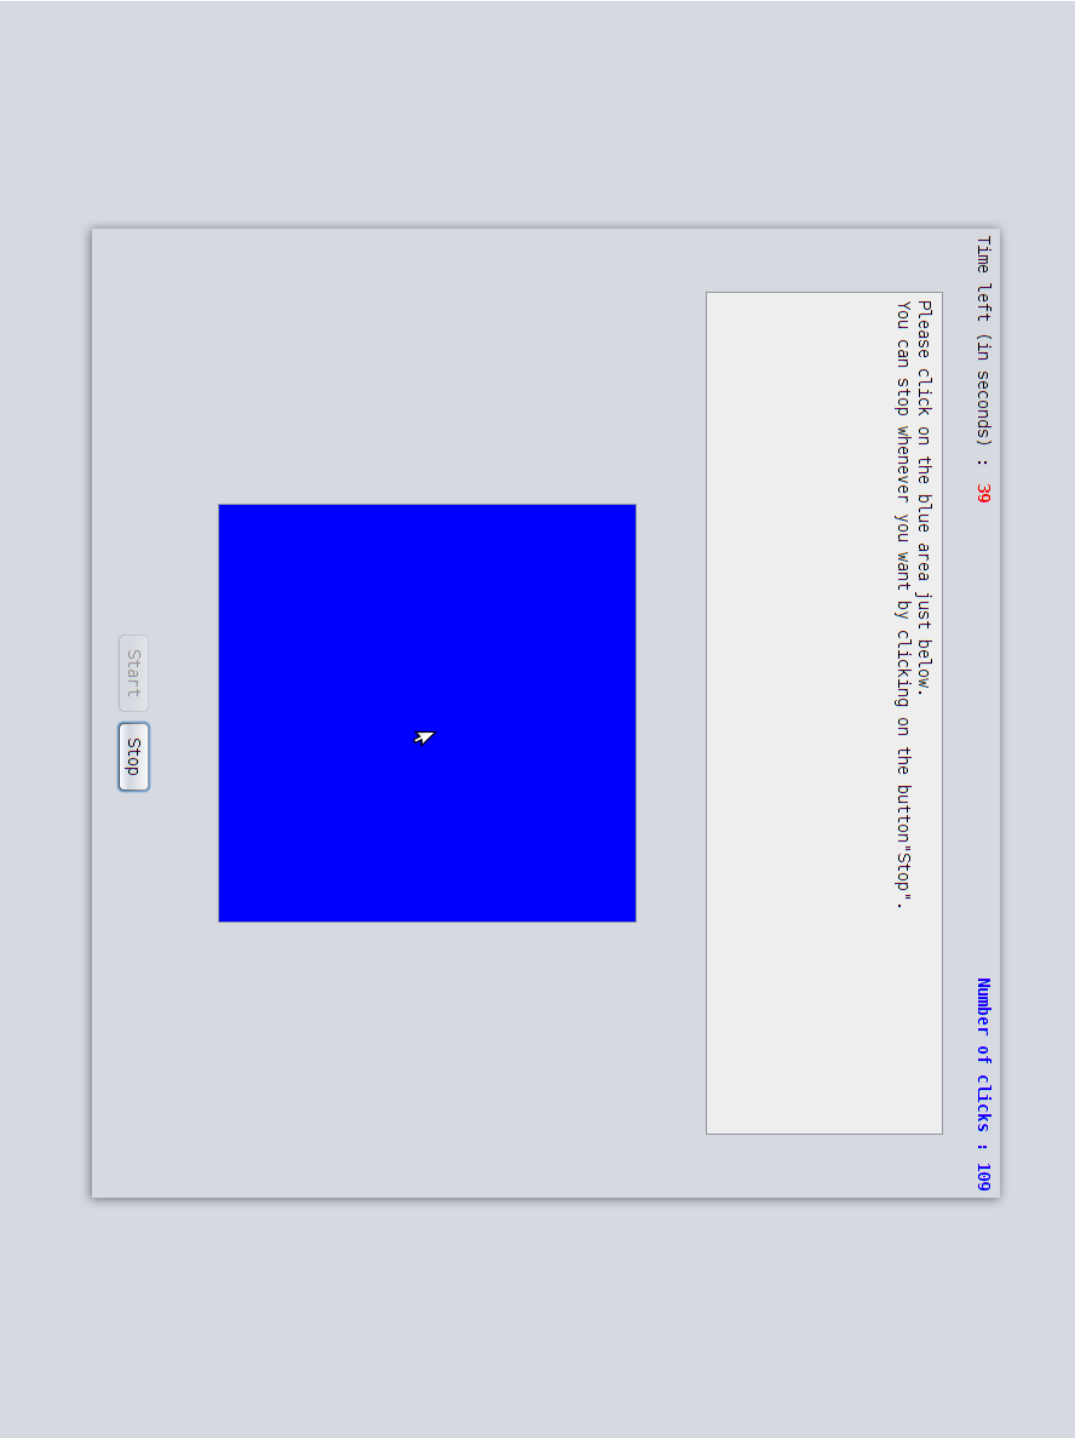 Time left (in seconds) : 39
Number of clicks : 109
Please click on the blue area just below.
You can stop whenever you want by clicking on the button"Stop".
Start
Stop